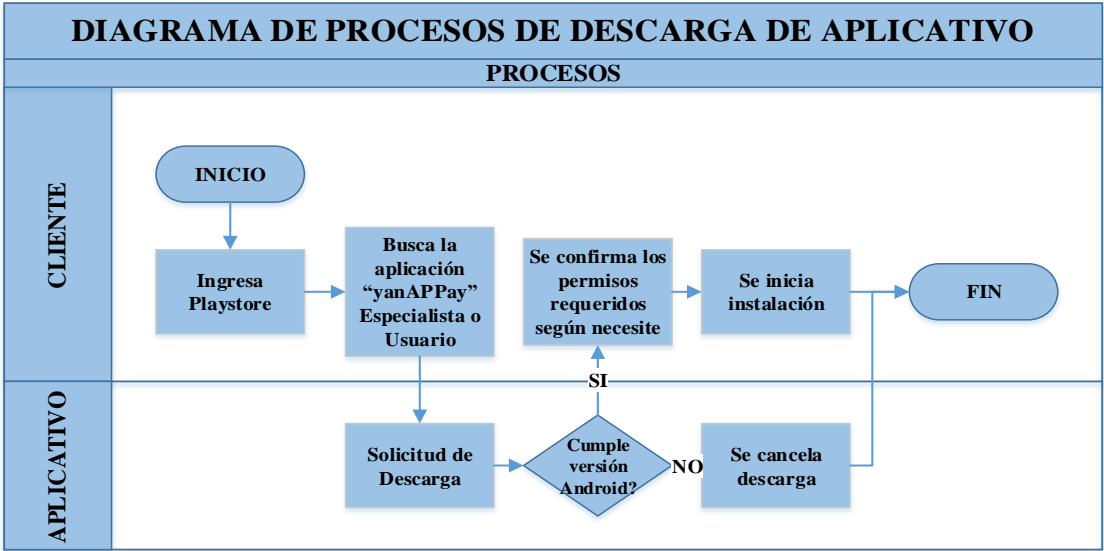 DIAGRAMA DE PROCESOS DE DESCARGA DE APLICATIVO
PROCESOS
CLIENTE
INICIO
Ingresa
Playstore
Busca la
aplicación
“yanAPPay”
Especialista o
Usuario
Se confirma los
permisos
requeridos
según necesite
Se inicia
instalación
FIN
APLICATIVO
Solicitud de
Descarga
Cumple
versión
Android?
SI
NO
Se cancela
descarga